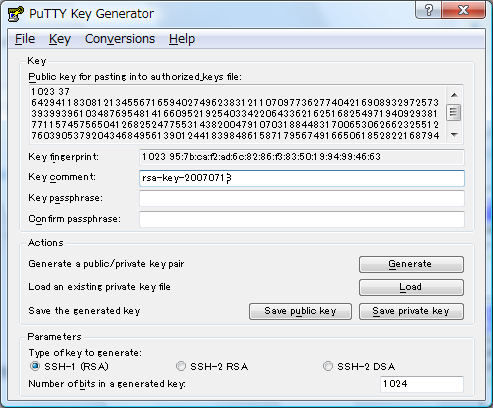 PuTTY Key Generator
File Key Conversions Help
Key
Public key for pasting into authorized_keys file:
1023 37
642941183081213455671665940274962383121107097736277404216908932972573
393993961034876954814166095219254033422064336216251682549719409293881
77115745756504126825247755314382004791070318889481795749170653062662325512
76039053792043468495613901244839848918771796567491665065061852822168794
Key fingerprint: 1023 95:7b:ca:f2:ad:6c:82:86:f3:83:50:19:94:99:46:63
Key comment: rsa-key-20070713
Key passphrase:
Confirm passphrase:
Actions
Generate a public/private key pair Generate
Load an existing private key file Load
Save the generated key Save public key Save private key
Parameters
Type of key to generate:
SSH-1 (RSA) SSH-2 RSA SSH-2 DSA
Number of bits in a generated key: 1024